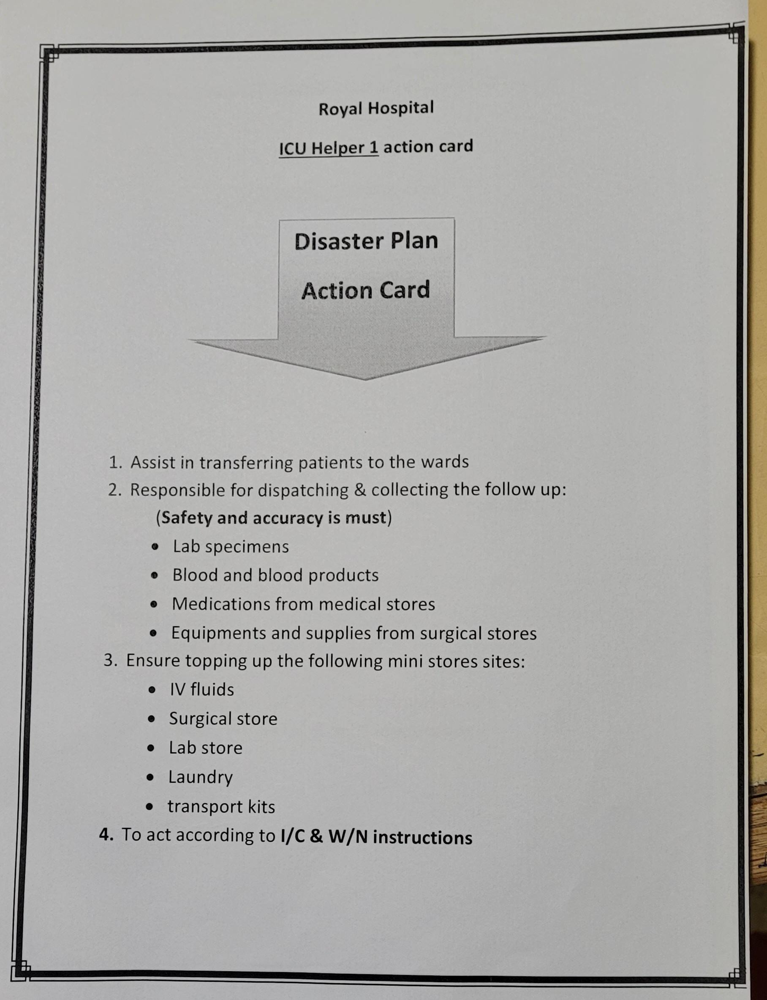 Royal Hospital
ICU Helper 1 action card
Disaster Plan
Action Card
1. Assist in transferring patients to the wards
2. Responsible for dispatching & collecting the follow up:
(Safety and accuracy is must)
• Lab specimens
• Blood and blood products
• Medications from medical stores
• Equipments and supplies from surgical stores
3. Ensure topping up the following mini stores sites:
• IV fluids
• Surgical store
• Lab store
• Laundry
• transport kits
4. To act according to I/C & W/N instructions